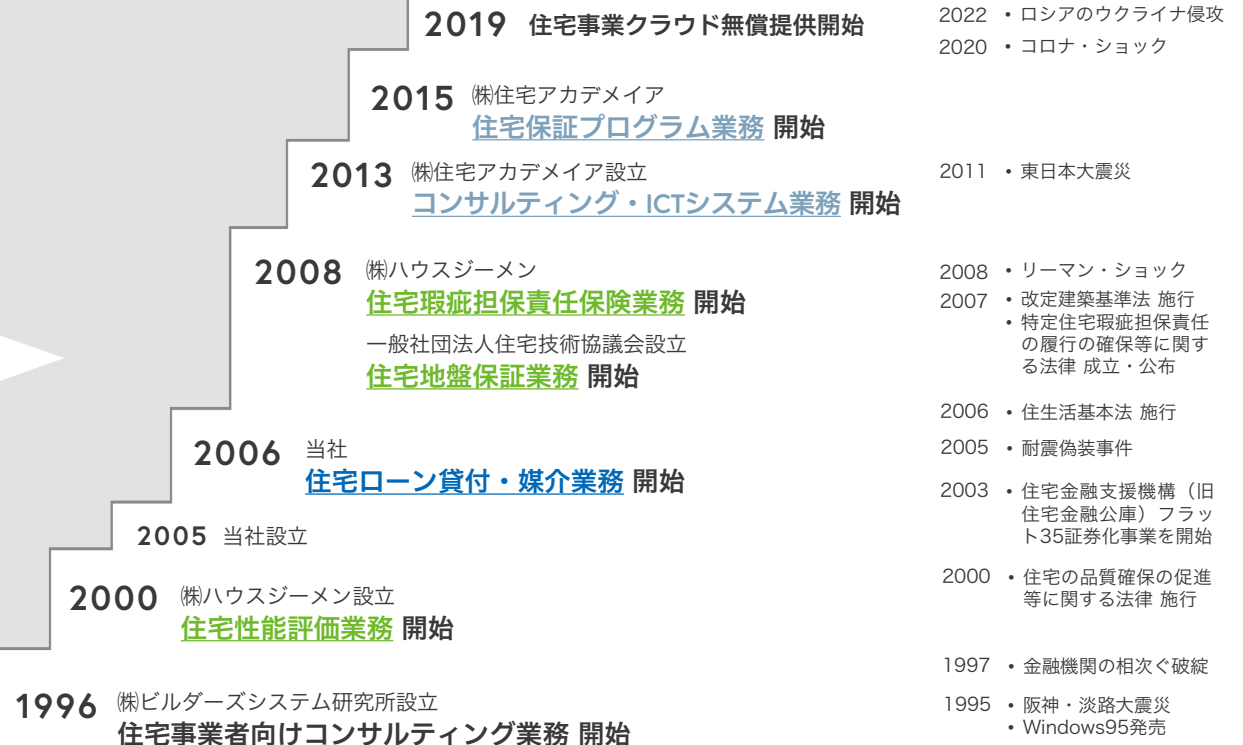 2019 住宅事業クラウド無償提供開始
2015 ㈱住宅アカデメイア
住宅保証プログラム業務 開始
2013 ㈱住宅アカデメイア設立
コンサルティング・ICTシステム業務 開始
2008 ㈱ハウスジーメン
住宅瑕疵担保責任保険業務 開始
一般社団法人住宅技術協議会設立
住宅地盤保証業務 開始
2006 当社
住宅ローン貸付・媒介業務 開始
2005 当社設立
2000 ㈱ハウスジーメン設立
住宅性能評価業務 開始
1996 ㈱ビルダーズシステム研究所設立
住宅事業者向けコンサルティング業務 開始
2022 • ロシアのウクライナ侵攻
2020 • コロナ・ショック
2011 • 東日本大震災
2008 • リーマン・ショック
2007 • 改定建築基準法 施行
• 特定住宅瑕疵担保責任
の履行の確保等に関す
る法律 成立・公布
2006 • 住生活基本法 施行
2005 • 耐震偽装事件
2003 • 住宅金融支援機構（旧
住宅金融公庫）フラッ
ト35証券化事業を開始
2000 • 住宅の品質確保の促進
等に関する法律 施行
1997 • 金融機関の相次ぐ破綻
1995 • 阪神・淡路大震災
• Windows95発売